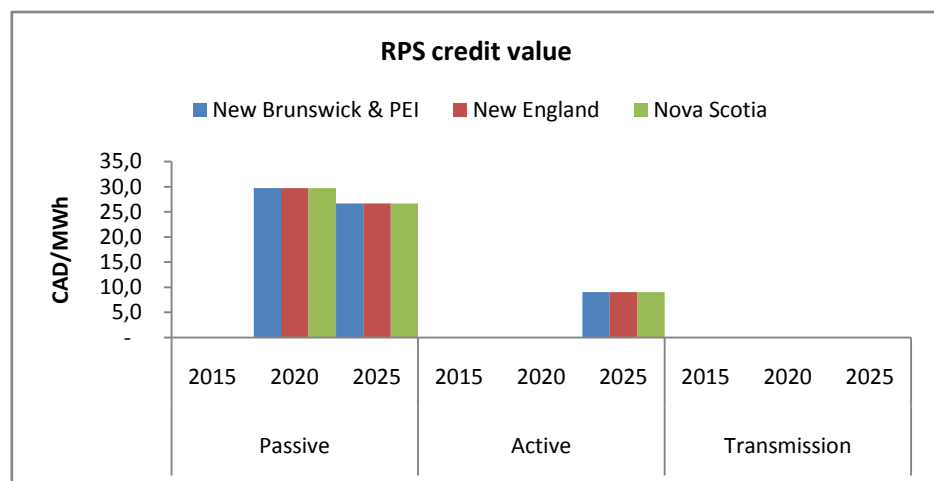 RPS credit value
New Brunswick & PEI New England Nova Scotia
CAD/MWh
35,0
30,0
25,0
20,0
15,0
10,0
5,0
-
2015 2020 2025 2015 2020 2025 2015 2020 2025
Passive Active Transmission